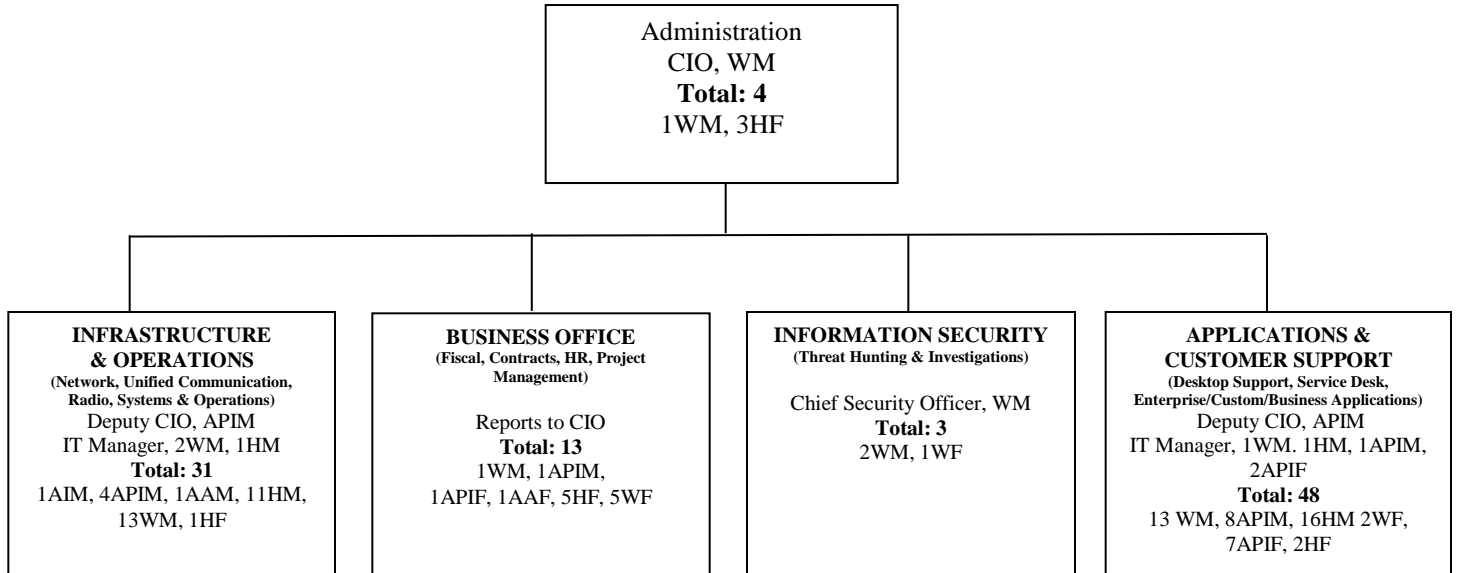 Administration
CIO, WM
Total: 4
1WM, 3HF
INFRASTRUCTURE
& OPERATIONS
(Network, Unified Communication,
Radio, Systems & Operations)
Deputy CIO, APIM
IT Manager, 2WM, 1HM
Total: 31
1AIM, 4APIM, 1AAM, 11HM,
13WM, 1HF
BUSINESS OFFICE
(Fiscal, Contracts, HR, Project
Management)
Reports to CIO
Total: 13
1WM, 1APIM,
1APIF, 1AAF, 5HF, 5WF
INFORMATION SECURITY
(Threat Hunting & Investigations)
Chief Security Officer, WM
Total: 3
2WM, 1WF
APPLICATIONS &
CUSTOMER SUPPORT
(Desktop Support, Service Desk,
Enterprise/Custom/Business Applications)
Deputy CIO, APIM
IT Manager, 1WM. 1HM, 1APIM,
2APIF
Total: 48
13 WM, 8APIM, 16HM 2WF,
7APIF, 2HF